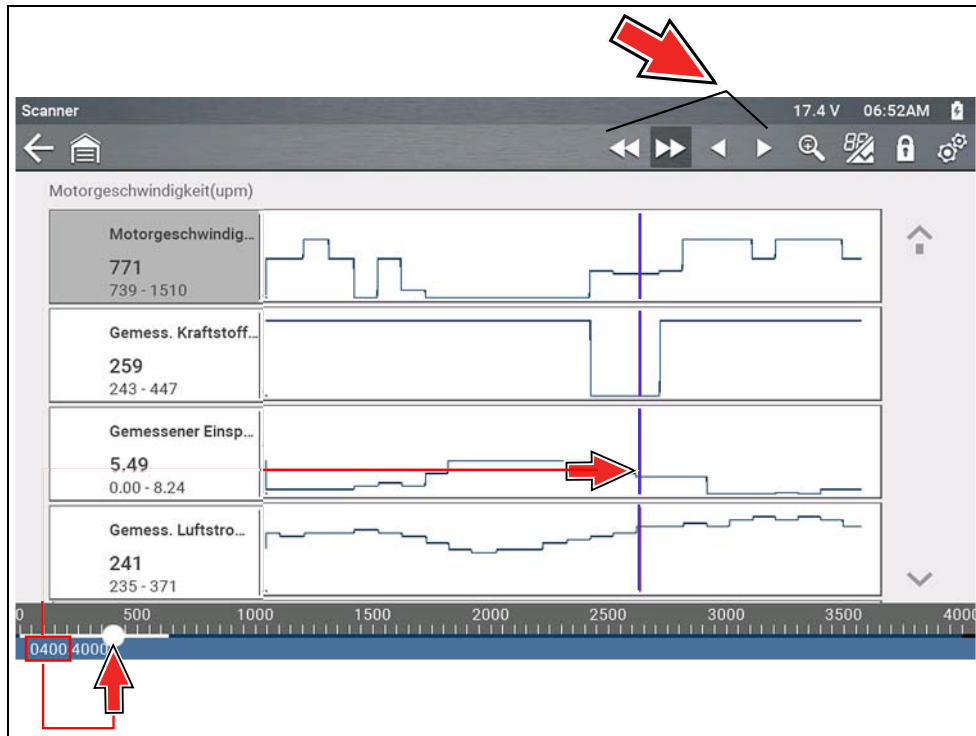 Scanner
17.4 V 06:52AM
Motorgeschwindigkeit(upm)
Motorgeschwindig...
771
739 - 1510
Gemess. Kraftstoff...
259
243 - 447
Gemessener Einsp...
5.49
0.00 - 8.24
Gemess. Luftstro...
241
235 - 371
0 500 1000 1500 2000 2500 3000 3500 4000
0400 4000